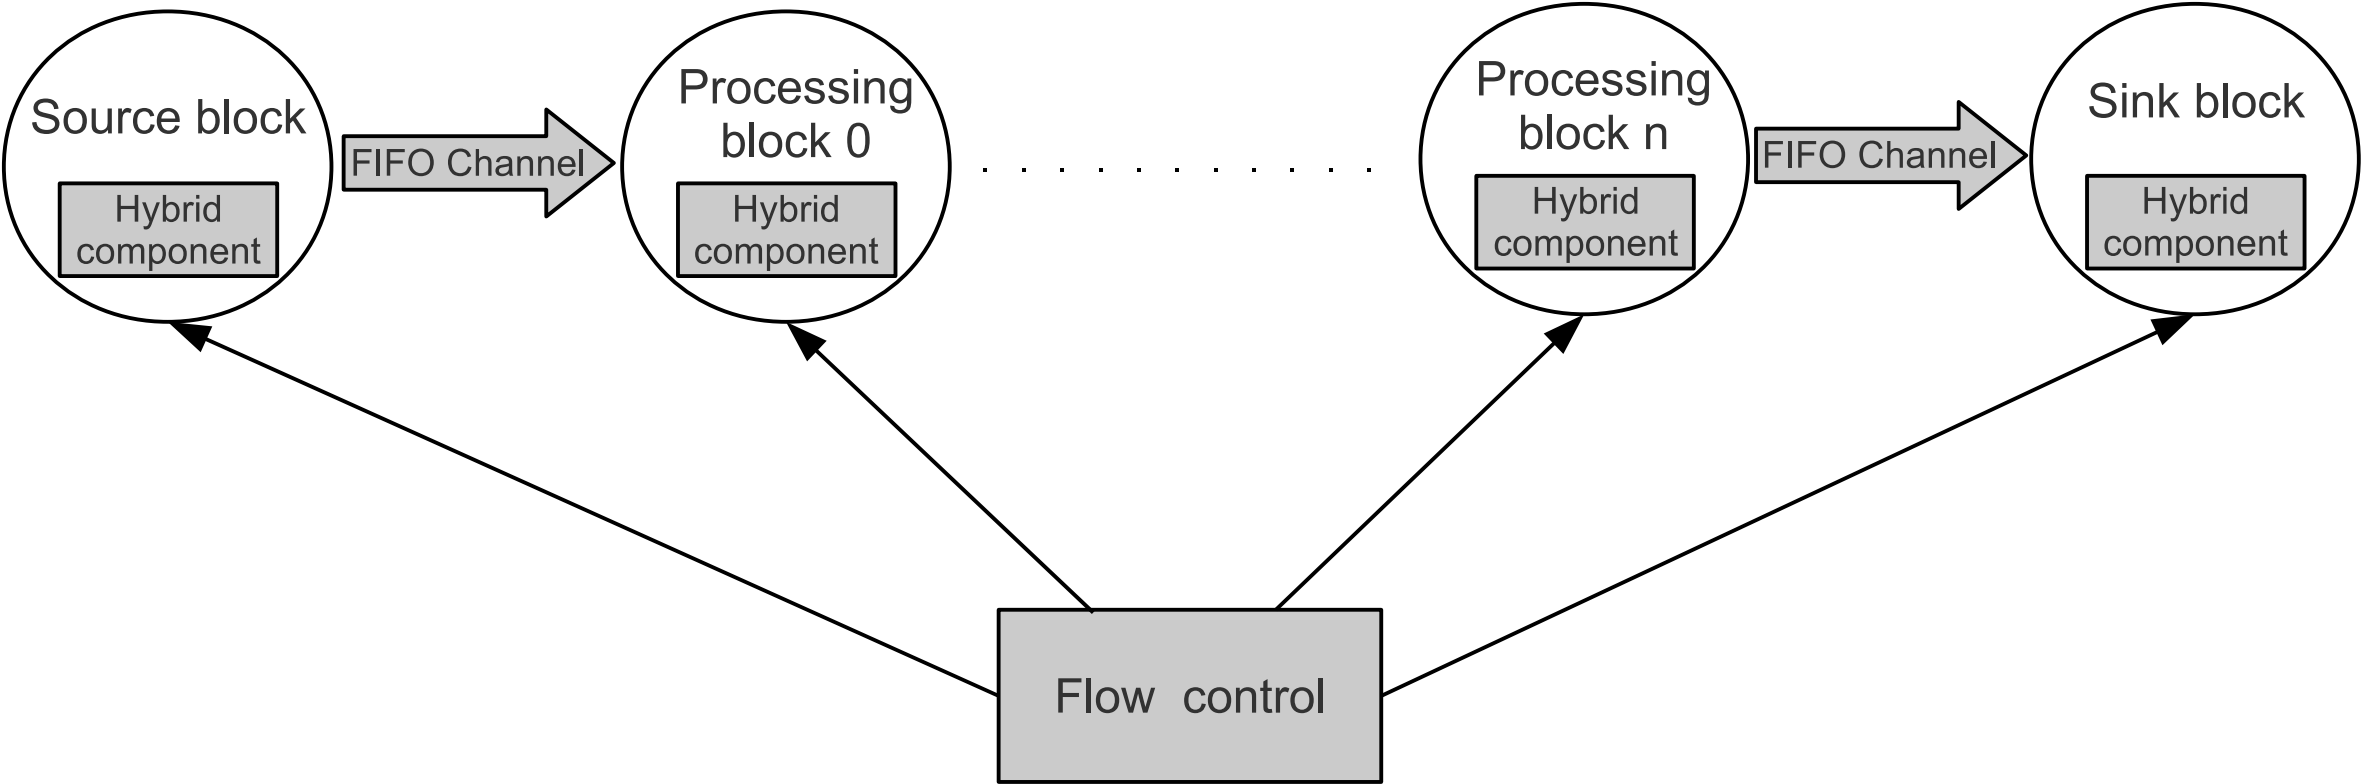 Source block
Hybrid
component
FIFO Channel
Processing
block 0
Hybrid
component
. . . . . . . . . . .
Processing
block n
Hybrid
component
FIFO Channel
Sink block
Hybrid
component
Flow control